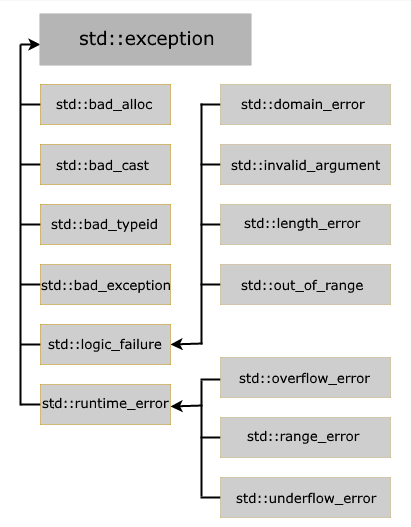 std::exception
std::bad_alloc
std::bad_cast
std::bad_typeid
std::bad_exception
std::logic_failure
std::runtime_error
std::domain_error
std::invalid_argument
std::length_error
std::out_of_range
std::overflow_error
std::range_error
std::underflow_error